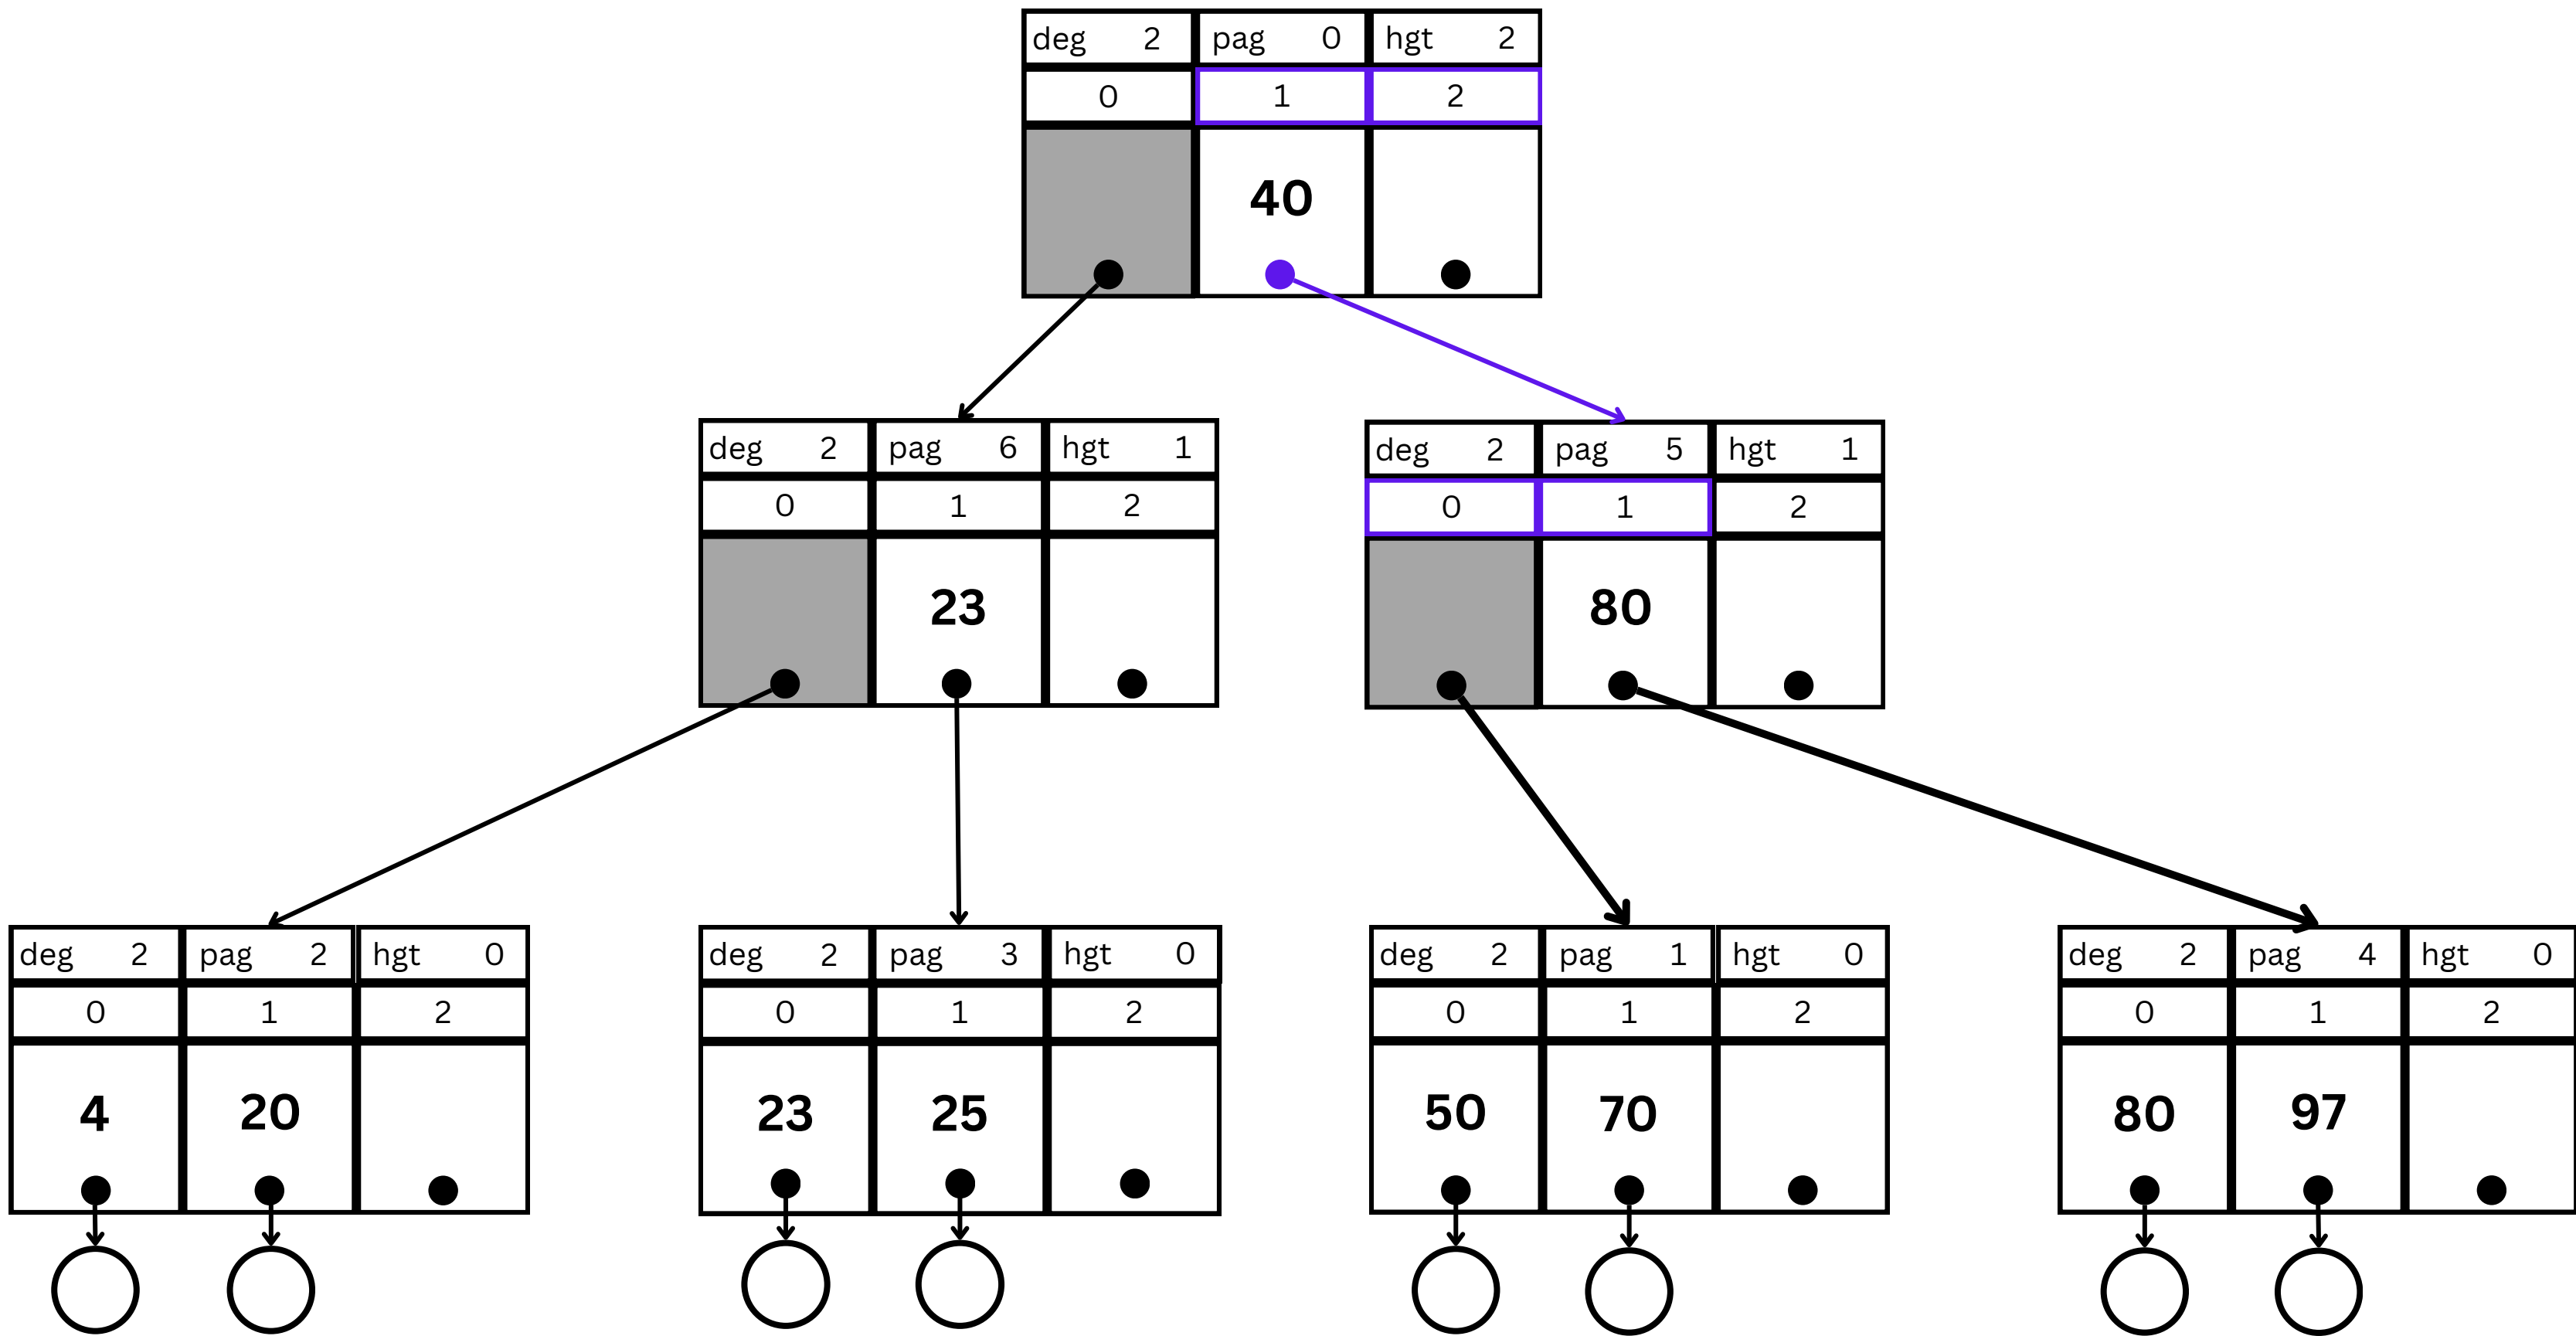 deg 2 pag 0 hgt 2
0 1 2
40
deg 2 pag 6 hgt 1
0 1 2
23
deg 2 pag 5 hgt 1
0 1 2
80
deg 2 pag 2 hgt 0
0 1 2
4 20
deg 2 pag 3 hgt 0
0 1 2
23 25
deg 2 pag 1 hgt 0
0 1 2
50 70
deg 2 pag 4 hgt 0
0 1 2
80 97